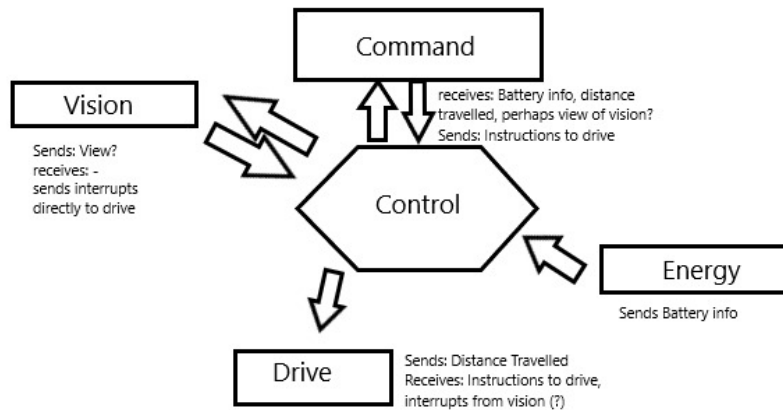 Command
receives: Battery info, distance
travelled, perhaps view of vision?
Sends: Instructions to drive
Vision
Sends: View?
receives: -
sends interrupts
directly to drive
Control
Energy
Sends Battery info
Drive
Sends: Distance Travelled
Receives: Instructions to drive,
interrupts from vision (?)